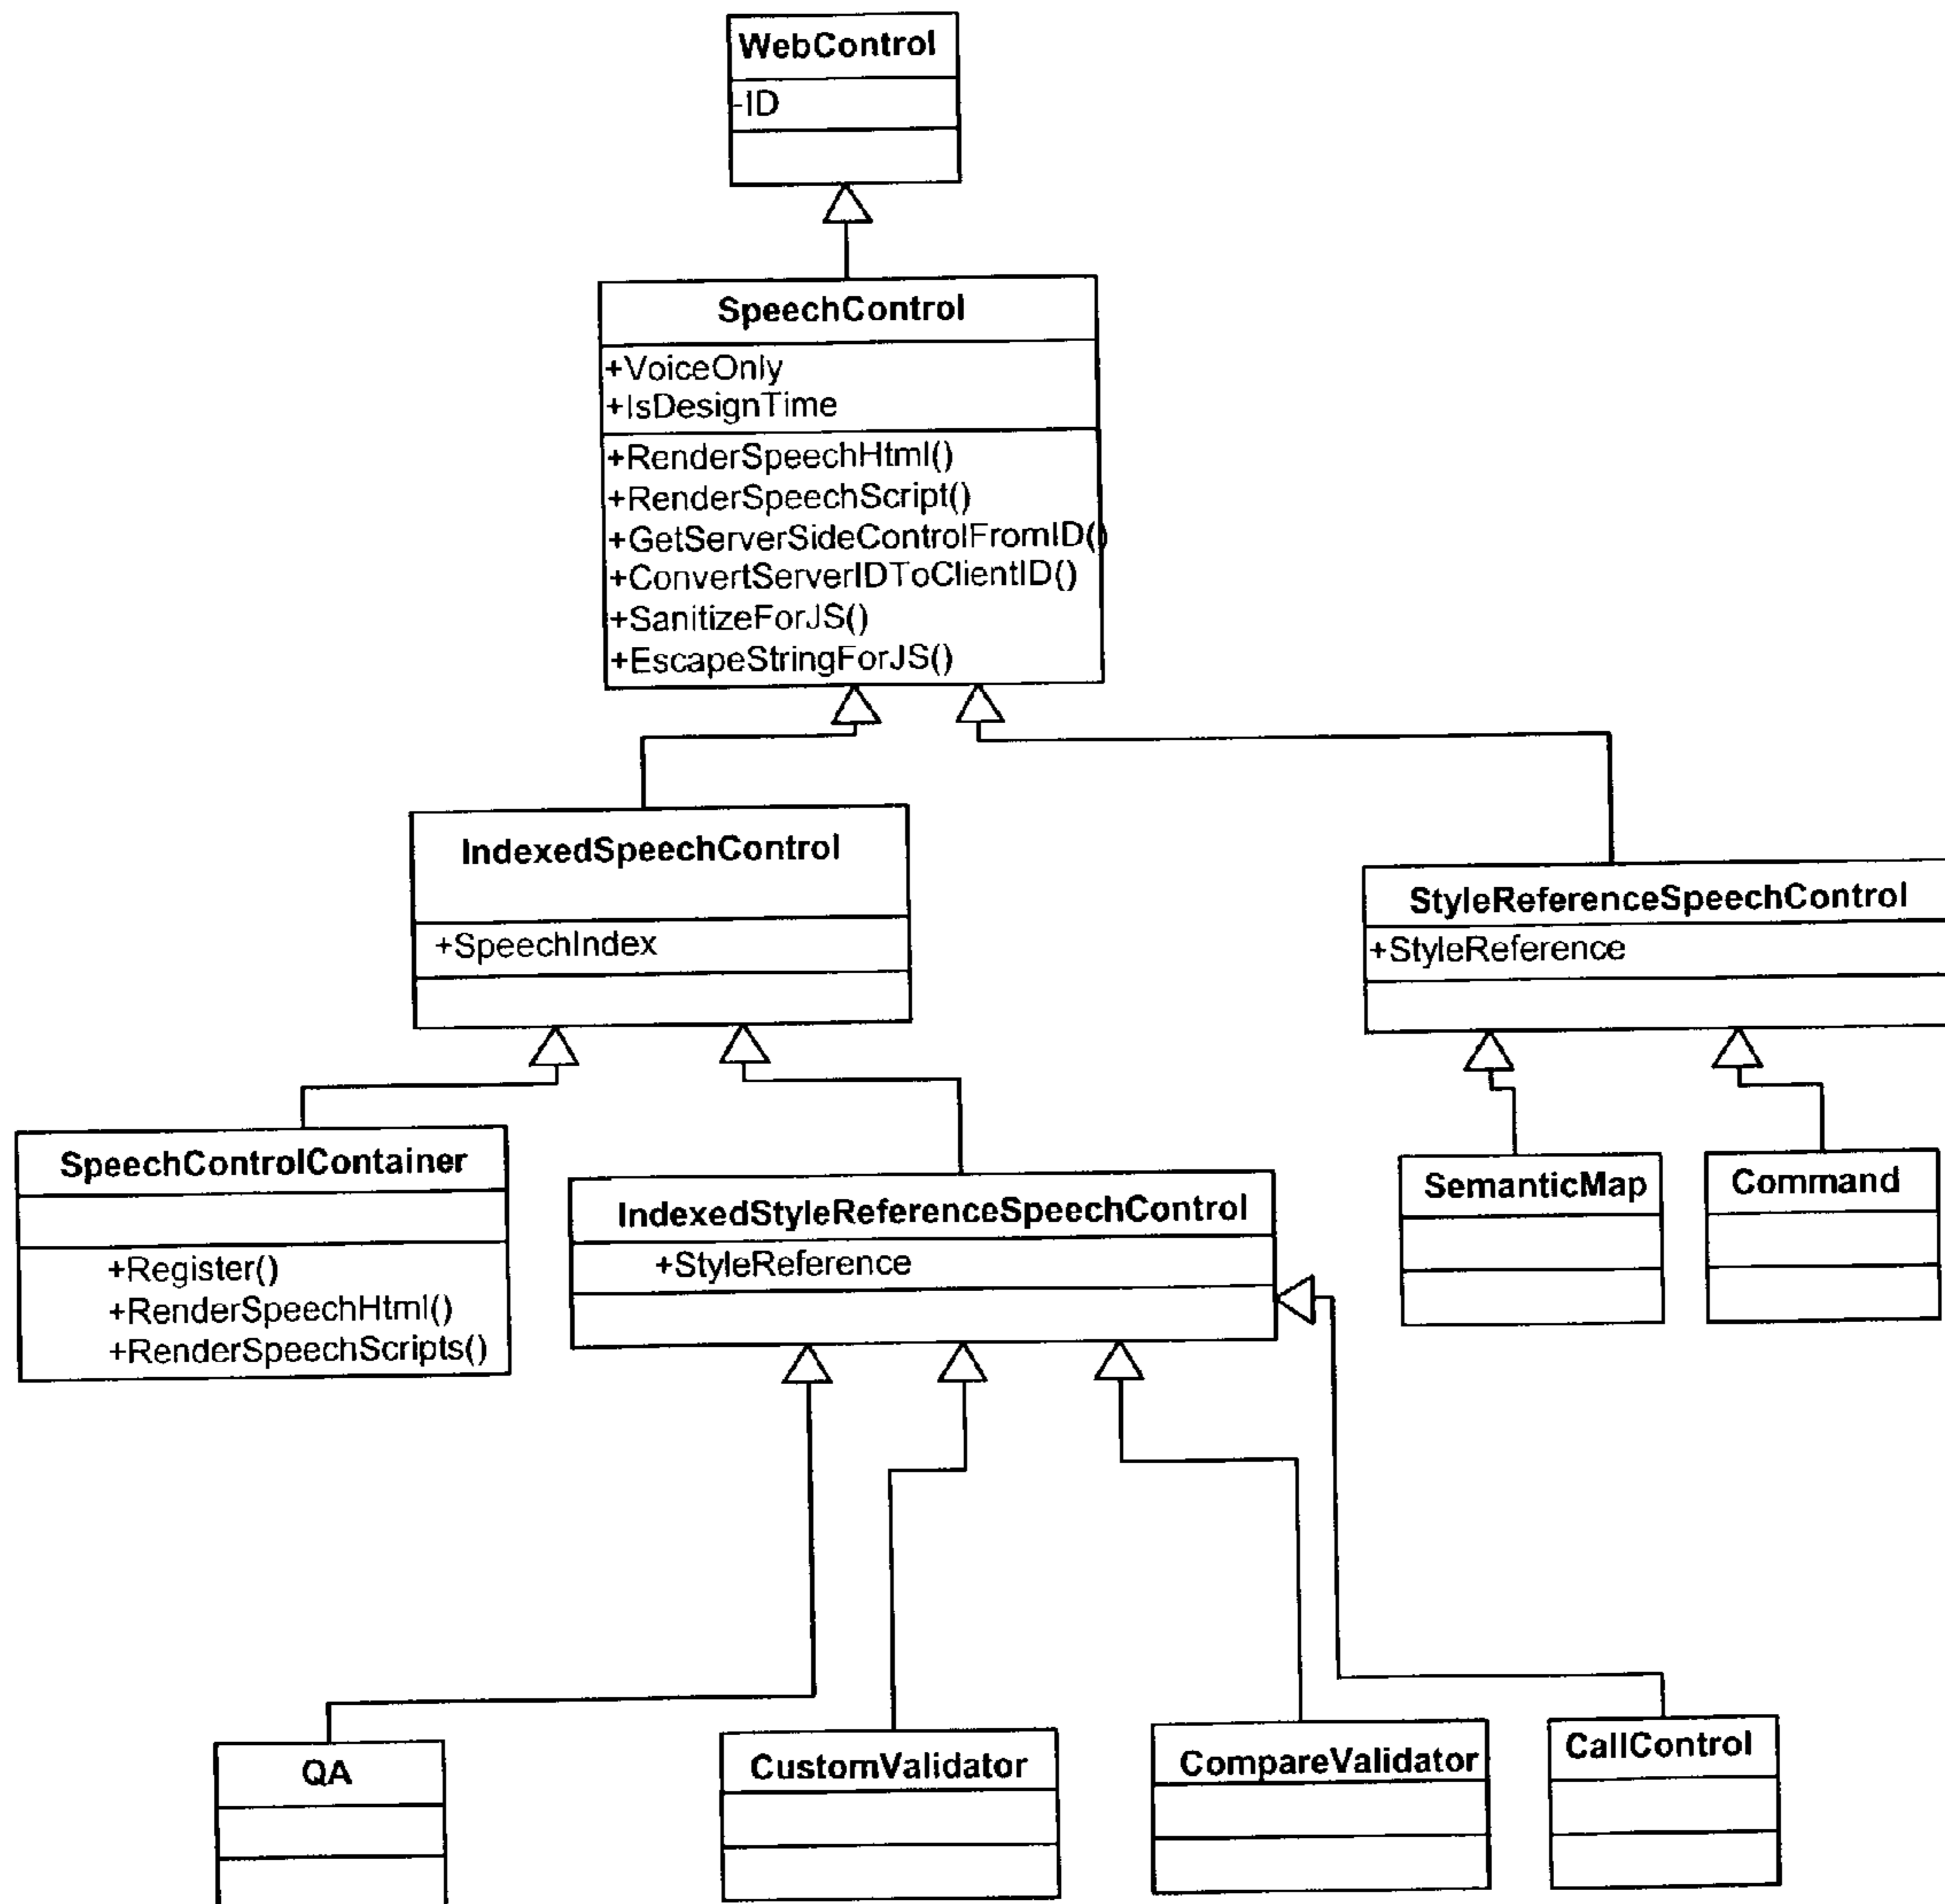 WebControl
-ID
SpeechControl
+VoiceOnly
+IsDesignTime
+RenderSpeechHtml()
+RenderSpeechScript()
+GetServerSideControlFromID()
+ConvertServerIDToClientID()
+SanitizeForJS()
+EscapeStringForJS()
IndexedSpeechControl
+SpeechIndex
StyleReferenceSpeechControl
+StyleReference
SpeechControlContainer
+Register()
+RenderSpeechHtml()
+RenderSpeechScripts()
IndexedStyleReferenceSpeechControl
+StyleReference
SemanticMap
Command
QA
CustomValidator
CompareValidator
CallControl